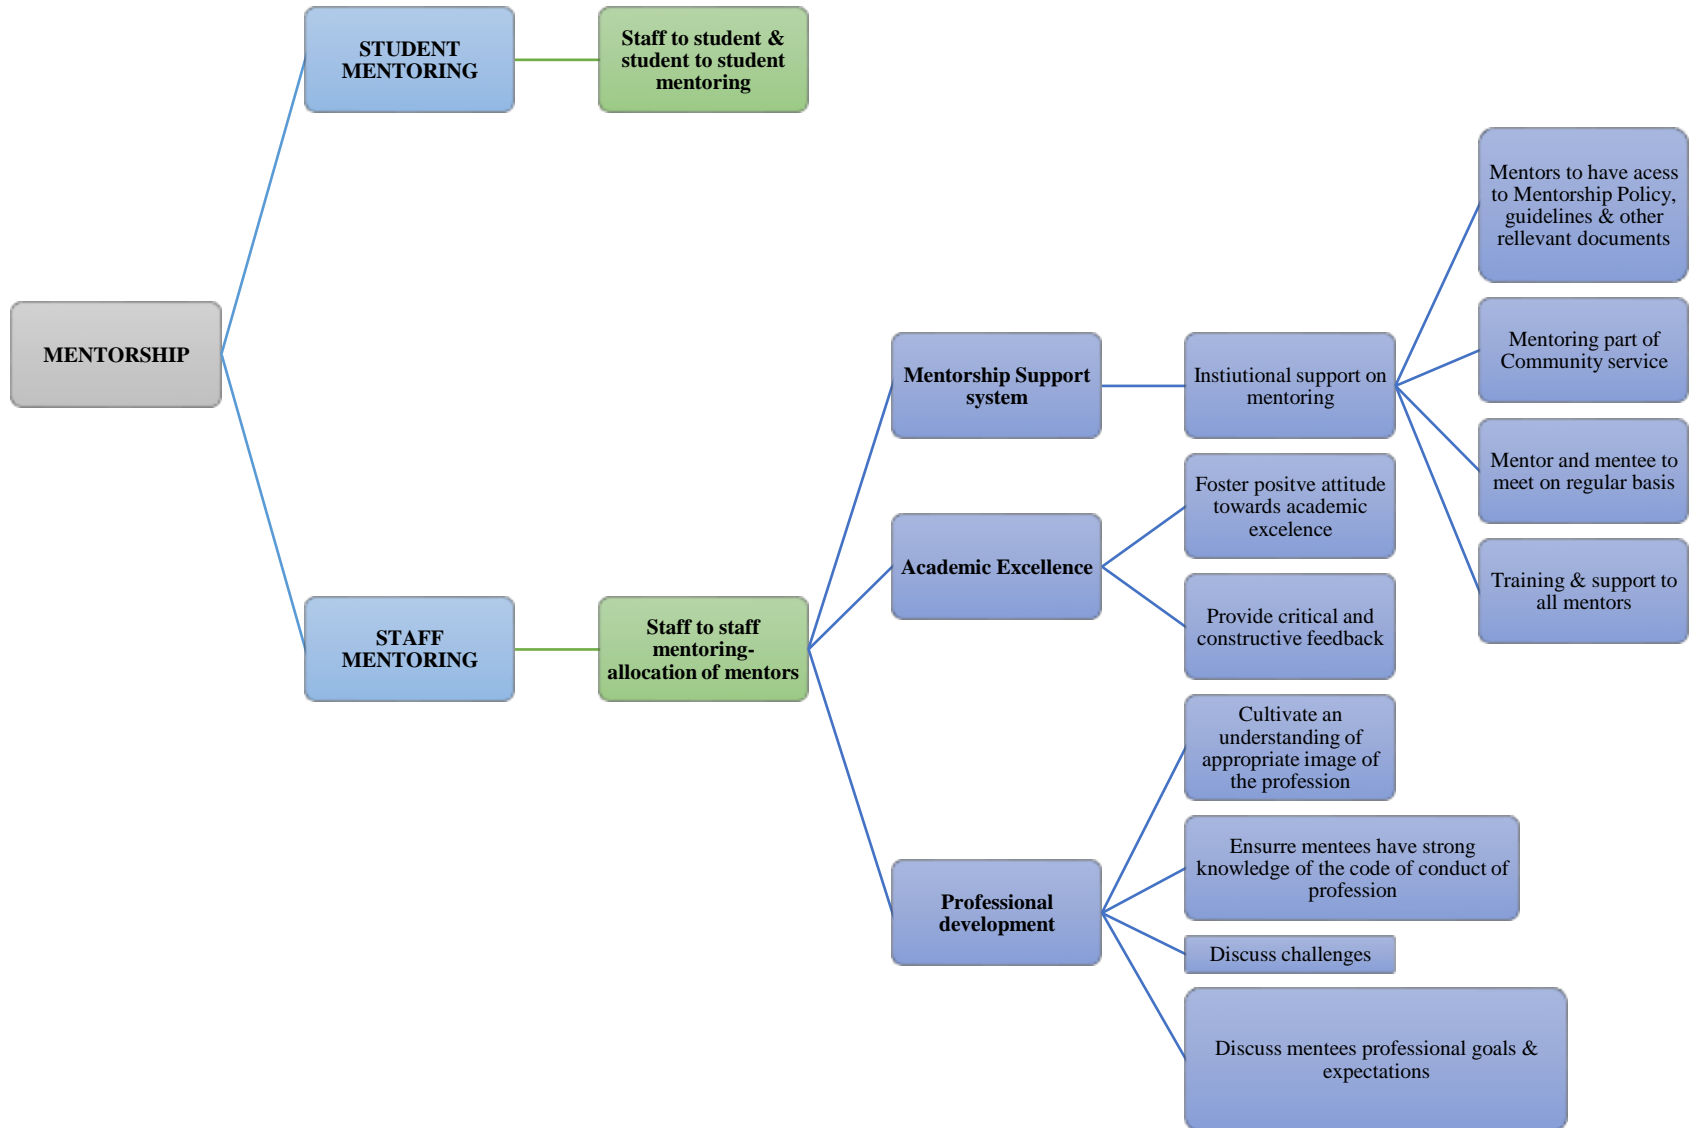 STUDENT
MENTORING
Staff to student &
student to student
mentoring
MENTORSHIP
STAFF
MENTORING
Staff to staff
mentoring-
allocation of mentors
Mentorship Support
system
Instiutional support on
mentoring
Mentors to have acess
to Mentorship Policy,
guidelines & other
rellevant documents
Mentoring part of
Community service
Mentor and mentee to
meet on regular basis
Training & support to
all mentors
Academic Excellence
Foster positve attitude
towards academic
excelence
Provide critical and
constructive feedback
Professional
development
Cultivate an
understanding of
appropriate image of
the profession
Ensurre mentees have strong
knowledge of the code of conduct of
profession
Discuss challenges
Discuss mentees professional goals &
expectations